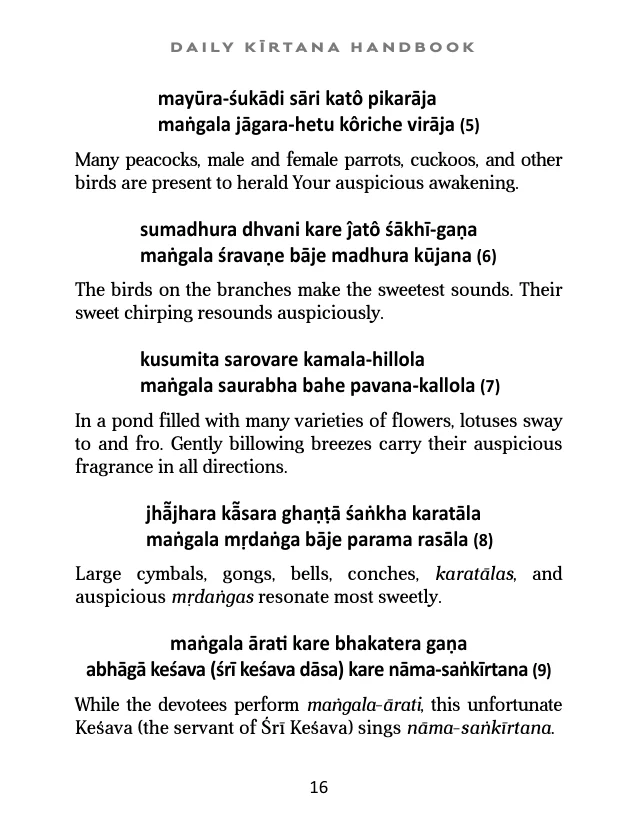 DAILY KĪRTANA HANDBOOK
mayūra-śukādi sāri katô pikarāja
maṅgala jāgara-hetu kôriche virāja (5)
Many peacocks, male and female parrots, cuckoos, and other
birds are present to herald Your auspicious awakening.
sumadhura dhvani kare ĵatô śākhī-gaṇa
maṅgala śravaṇe bāje madhura kūjana (6)
The birds on the branches make the sweetest sounds. Their
sweet chirping resounds auspiciously.
kusumita sarovare kamala-hillola
maṅgala saurabha bahe pavana-kallola (7)
In a pond filled with many varieties of flowers, lotuses sway
to and fro. Gently billowing breezes carry their auspicious
fragrance in all directions.
jhā̃jhara kā̃sara ghaṇṭā śaṅkha karatāla
maṅgala mṛdaṅga bāje parama rasāla (8)
Large cymbals, gongs, bells, conches, karatālas, and
auspicious mṛdaṅgas resonate most sweetly.
maṅgala ārati kare bhakatera gaṇa
abhāgā keśava (śrī keśava dāsa) kare nāma-saṅkīrtana (9)
While the devotees perform maṅgala-ārati, this unfortunate
Keśava (the servant of Śrī Keśava) sings nāma-saṅkīrtana.
16